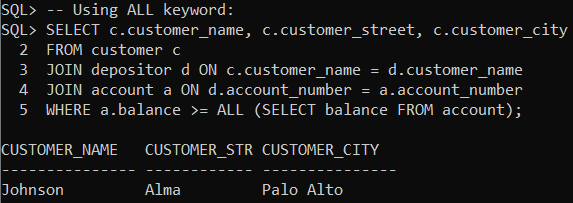 SQL> -- Using ALL keyword:
SQL> SELECT c.customer_name, c.customer_street, c.customer_city
  2  FROM customer c
  3  JOIN depositor d ON c.customer_name = d.customer_name
  4  JOIN account a ON d.account_number = a.account_number
  5  WHERE a.balance >= ALL (SELECT balance FROM account);

CUSTOMER_NAME   CUSTOMER_STR CUSTOMER_CITY
--------------- ------------ ---------------
Johnson         Alma         Palo Alto